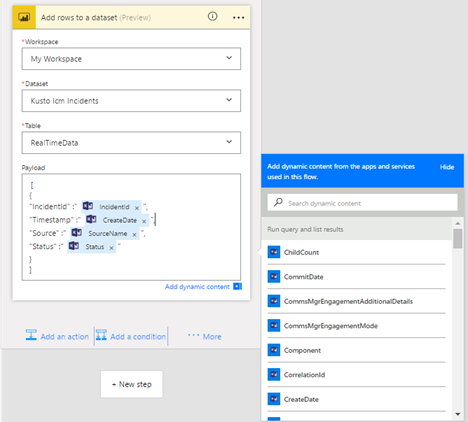 Add rows to a dataset (Preview)
*Workspace
My Workspace
*Dataset
Kusto Icm Incidents
*Table
RealTimeData
Payload
[
{
"IncidentId" :" IncidentId × ",
"Timestamp" :" CreateDate × ",
"Source" :" SourceName × ",
"Status" :" Status × "
}
]
Add dynamic content
Add an action
Add a condition
··· More
+ New step
Add dynamic content from the apps and services
used in this flow.
Hide
Search dynamic content
Run query and list results
ChildCount
CommitDate
CommsMgrEngagementAdditionalDetails
CommsMgrEngagementMode
Component
CorrelationId
CreateDate